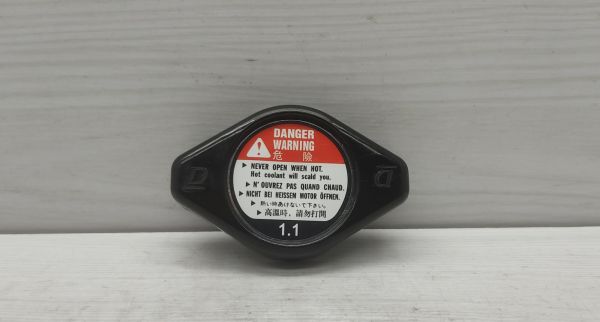 DANGER
WARNING
危 險
▶ NEVER OPEN WHEN HOT.
Hot coolant will scald you.
▶ N' OUVREZ PAS QUAND CHAUD.
▶ NICHT BEI HEISSEN MOTOR ÖFFNEN.
▶ 熱い時あけないで下さい。
▶ 高溫時，請勿打開
D D
1.1